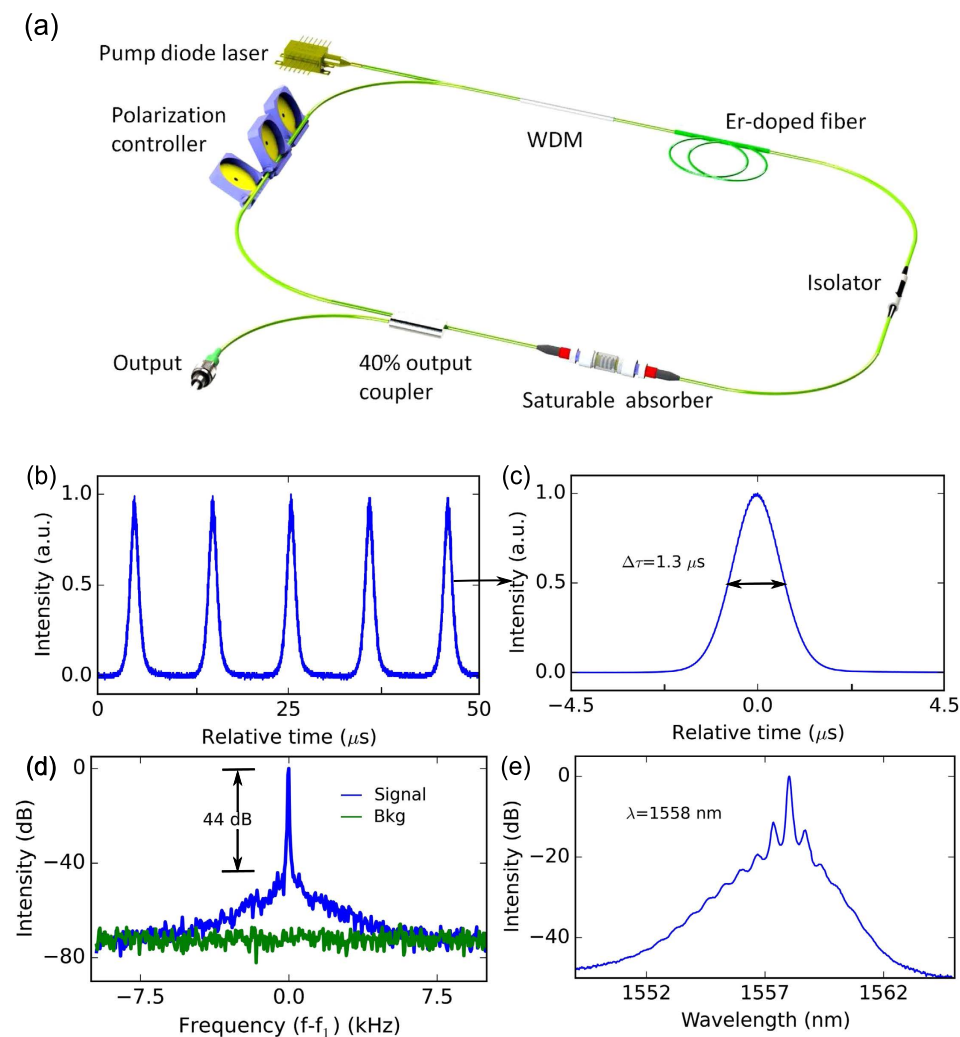 (a)
Pump diode laser
Polarization
controller
WDM
Er-doped fiber
Isolator
Output
40% output
coupler
Saturable absorber
(b)
Intensity (a.u.)
1.0
0.5
0.0
0
25
50
Relative time (μs)
(c)
Intensity (a.u.)
1.0
0.5
0.0
Δτ=1.3 μs
−4.5
0.0
4.5
Relative time (μs)
(d)
Intensity (dB)
0
−40
−80
44 dB
Signal
Bkg
−7.5
0.0
7.5
Frequency (f-f₁) (kHz)
(e)
Intensity (dB)
0
−20
−40
λ=1558 nm
1552
1557
1562
Wavelength (nm)